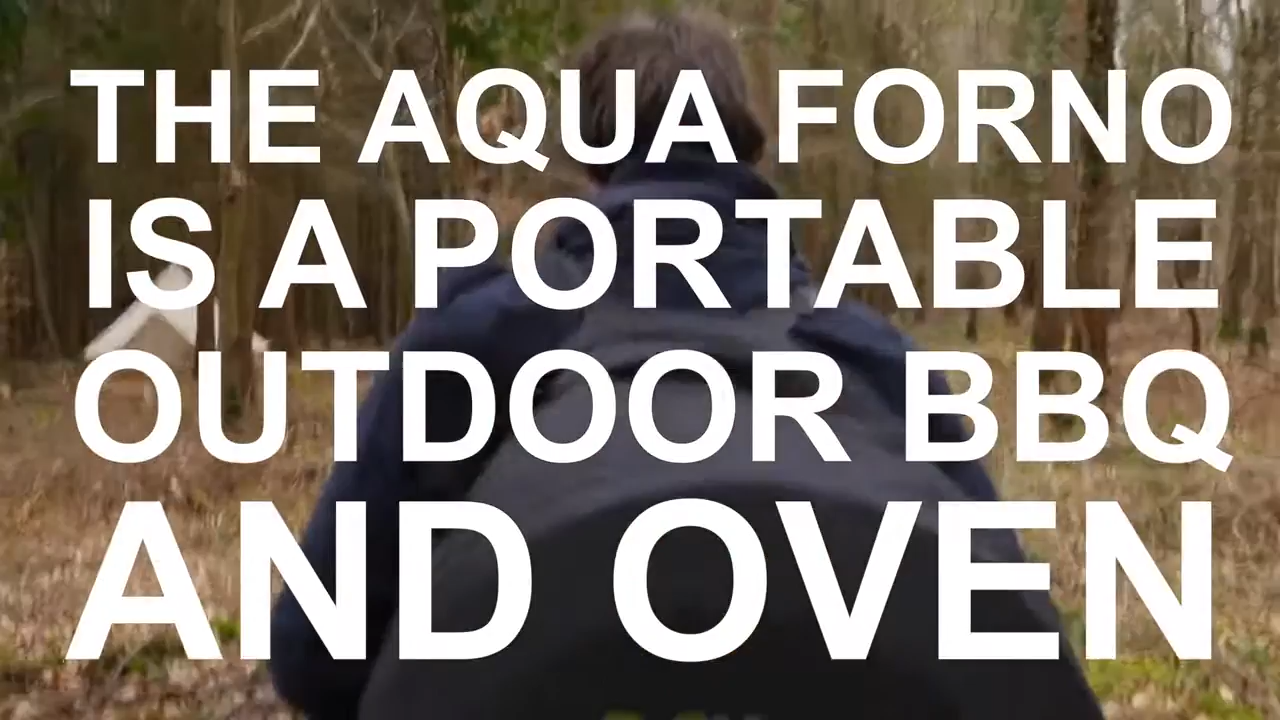 THE AQUA FORNO
IS A PORTABLE
OUTDOOR BBQ
AND OVEN